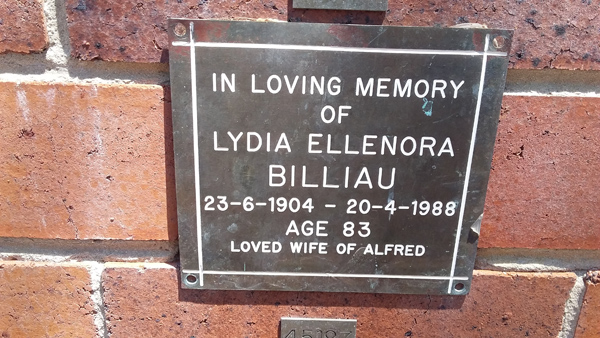 IN LOVING MEMORY
OF
LYDIA ELLENORA
BILLIAU
23-6-1904 - 20-4-1988
AGE 83
LOVED WIFE OF ALFRED